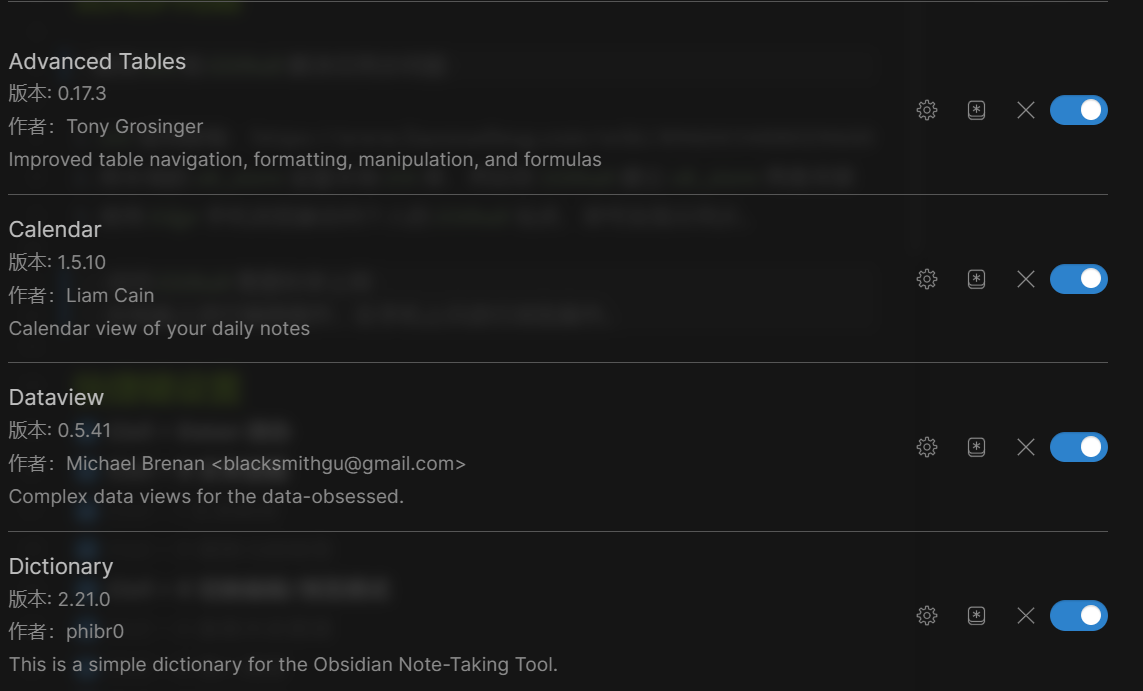 Advanced Tables
版本: 0.17.3
作者：Tony Grosinger
Improved table navigation, formatting, manipulation, and formulas
Calendar
版本: 1.5.10
作者：Liam Cain
Calendar view of your daily notes
Dataview
版本: 0.5.41
作者：Michael Brenan <blacksmithgu@gmail.com>
Complex data views for the data-obsessed.
Dictionary
版本: 2.21.0
作者：phibr0
This is a simple dictionary for the Obsidian Note-Taking Tool.